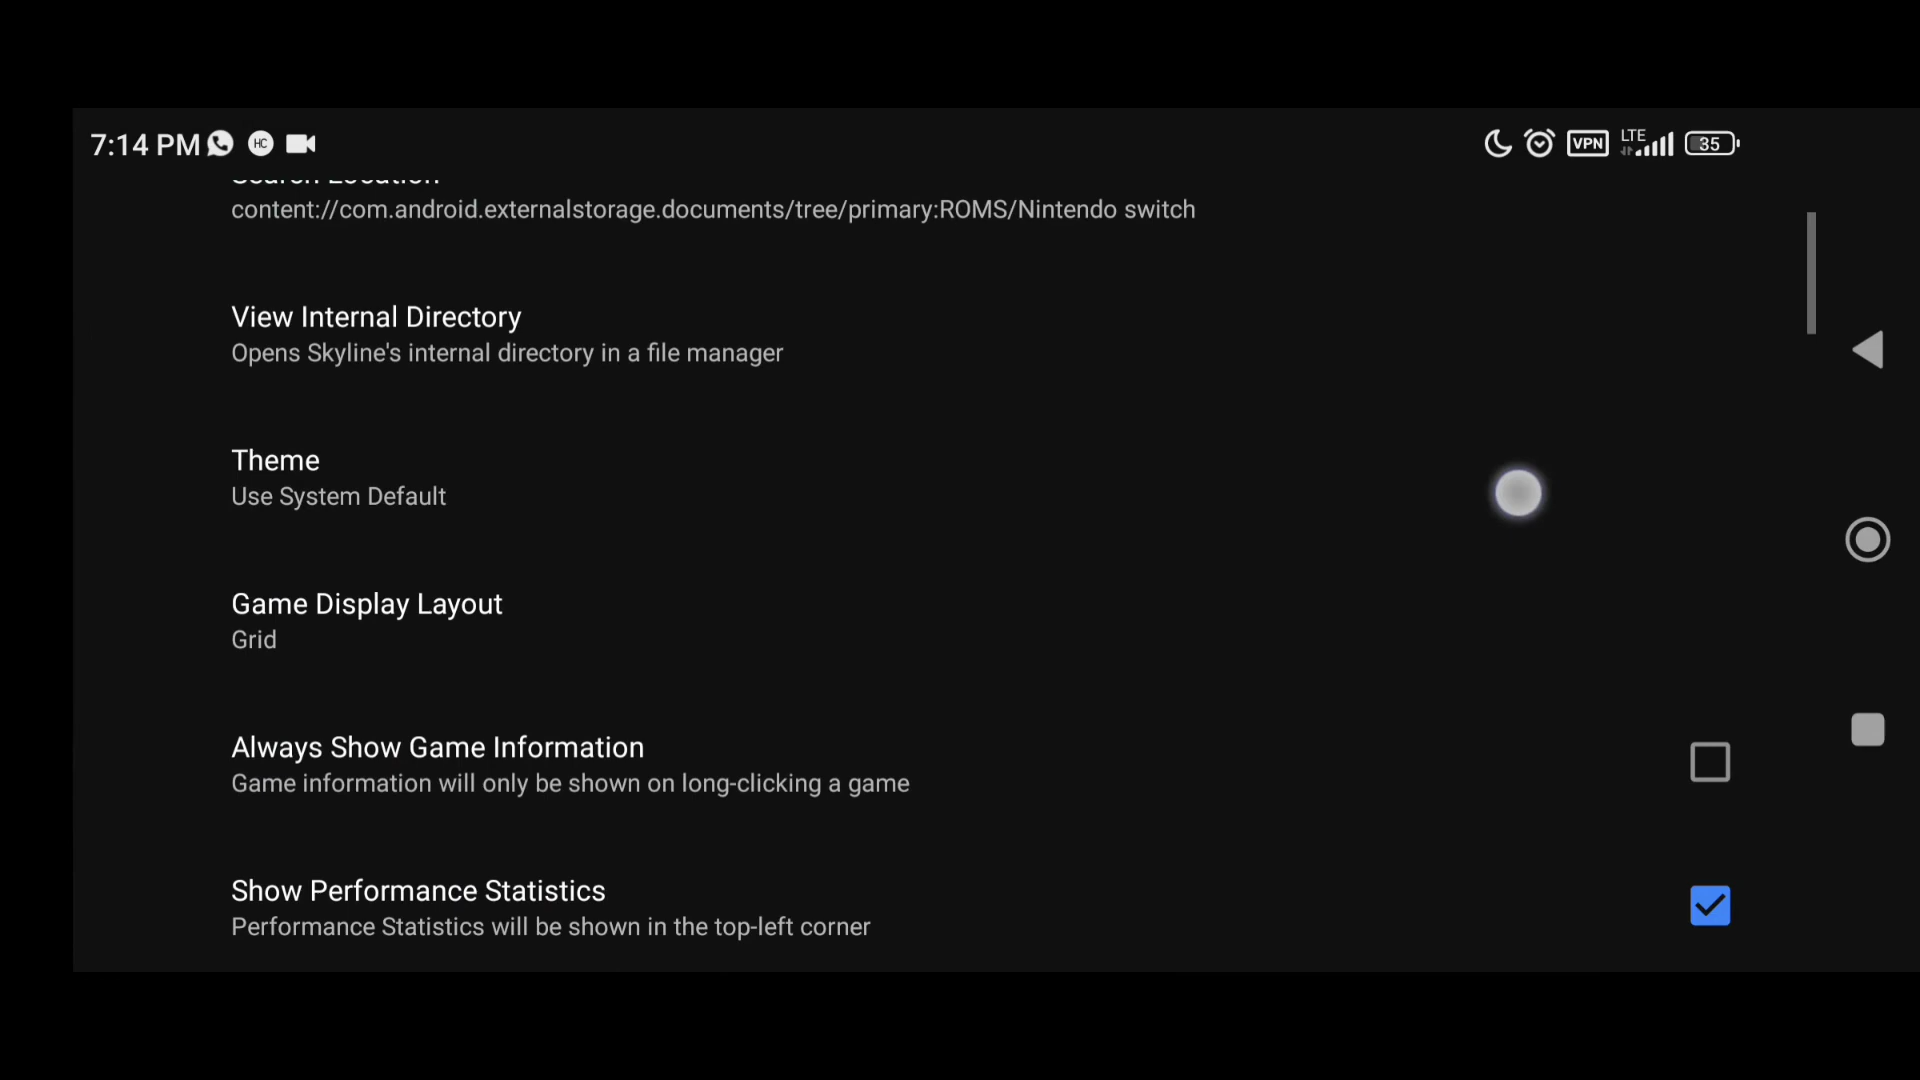 7:14 PM HC VPN LTE 35
Search Location
content://com.android.externalstorage.documents/tree/primary:ROMS/Nintendo switch
View Internal Directory
Opens Skyline's internal directory in a file manager
Theme
Use System Default
Game Display Layout
Grid
Always Show Game Information
Game information will only be shown on long-clicking a game
Show Performance Statistics
Performance Statistics will be shown in the top-left corner